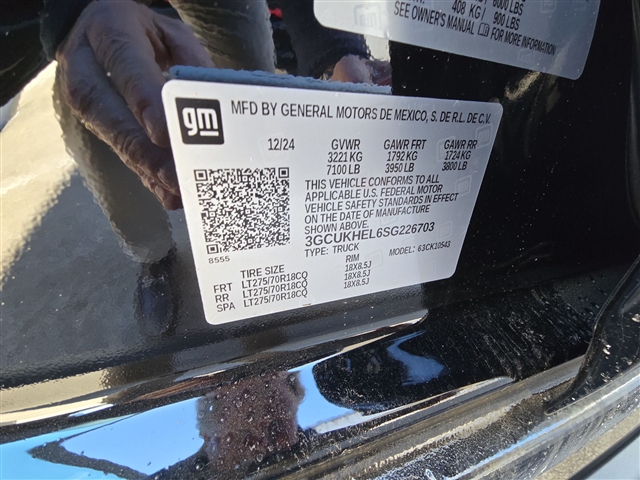 6000 LBS
408 KG | 900 LBS
SEE OWNER'S MANUAL FOR MORE INFORMATION
gm
MFD BY GENERAL MOTORS DE MEXICO, S. DE R.L. DE C.V.
12/24 GVWR GAWR FRT GAWR RR
3221 KG 1792 KG 1724 KG
7100 LB 3950 LB 3800 LB
THIS VEHICLE CONFORMS TO ALL
APPLICABLE U.S. FEDERAL MOTOR
VEHICLE SAFETY STANDARDS IN EFFECT
ON THE DATE OF MANUFACTURE
3GCUKHEL6SG226703
8555 TYPE: TRUCK MODEL: 63CK10543
TIRE SIZE RIM
FRT LT275/70R18CQ 18X8.5J
RR LT275/70R18CQ 18X8.5J
SPA LT275/70R18CQ 18X8.5J